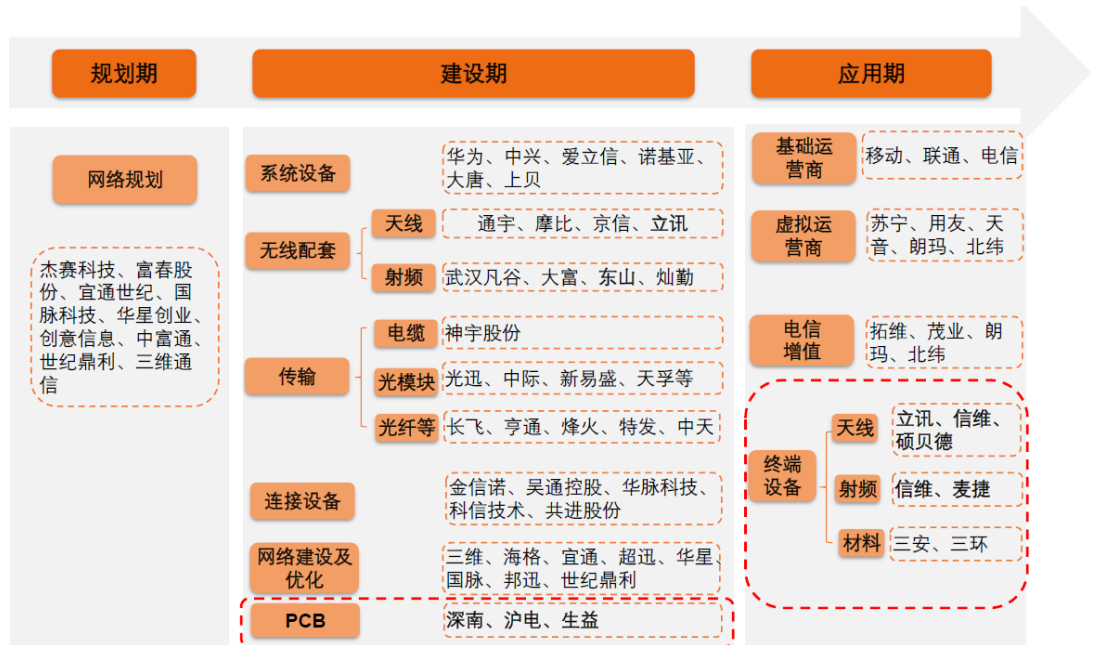 规划期
建设期
应用期
网络规划
杰赛科技、富春股
份、宜通世纪、国
脉科技、华星创业、
创意信息、中富通、
世纪鼎利、三维通
信
系统设备
华为、中兴、爱立信、诺基亚、
大唐、上贝
无线配套
天线
通宇、摩比、京信、立讯
射频
武汉凡谷、大富、东山、灿勤
传输
电缆
神宇股份
光模块
光迅、中际、新易盛、天孚等
光纤等
长飞、亨通、烽火、特发、中天
连接设备
金信诺、吴通控股、华脉科技、
科信技术、共进股份
网络建设及
优化
三维、海格、宜通、超迅、华星、
国脉、邦迅、世纪鼎利
PCB
深南、沪电、生益
基础运
营商
移动、联通、电信
虚拟运
营商
苏宁、用友、天
音、朗玛、北纬
电信
增值
拓维、茂业、朗
玛、北纬
终端
设备
天线
立讯、信维、
硕贝德
射频
信维、麦捷
材料
三安、三环